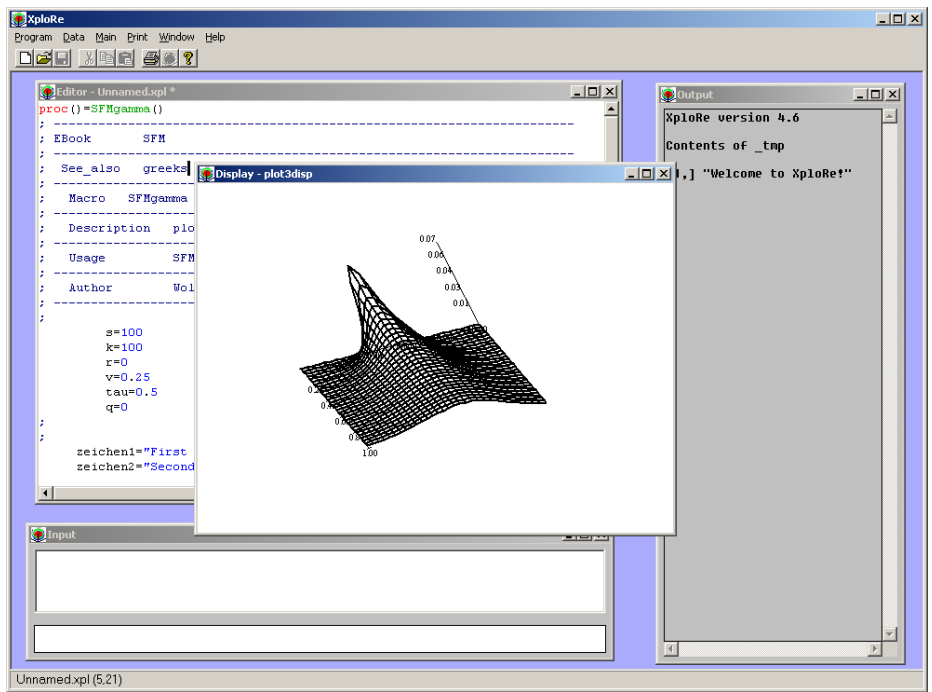 XploRe
Program Data Main Print Window Help
Editor - Unnamed.xpl *
proc()=SFMgamma()
; --------------------------------------------------------------------
; EBook SFM
; --------------------------------------------------------------------
; See_also greeks
; -------------------
; Macro SFMgamma
; -------------------
; Description plo
; -------------------
; Usage SFM
; -------------------
; Author Wol
; -------------------
;
s=100
k=100
r=0
v=0.25
tau=0.5
q=0
;
;
zeichen1="First
zeichen2="Second
Display - plot3disp
0.07
0.06
0.04
0.03
0.01
1.00
Output
XploRe version 4.6
Contents of _tmp
,] "Welcome to XploRe!"
Input
Unnamed.xpl (5,21)